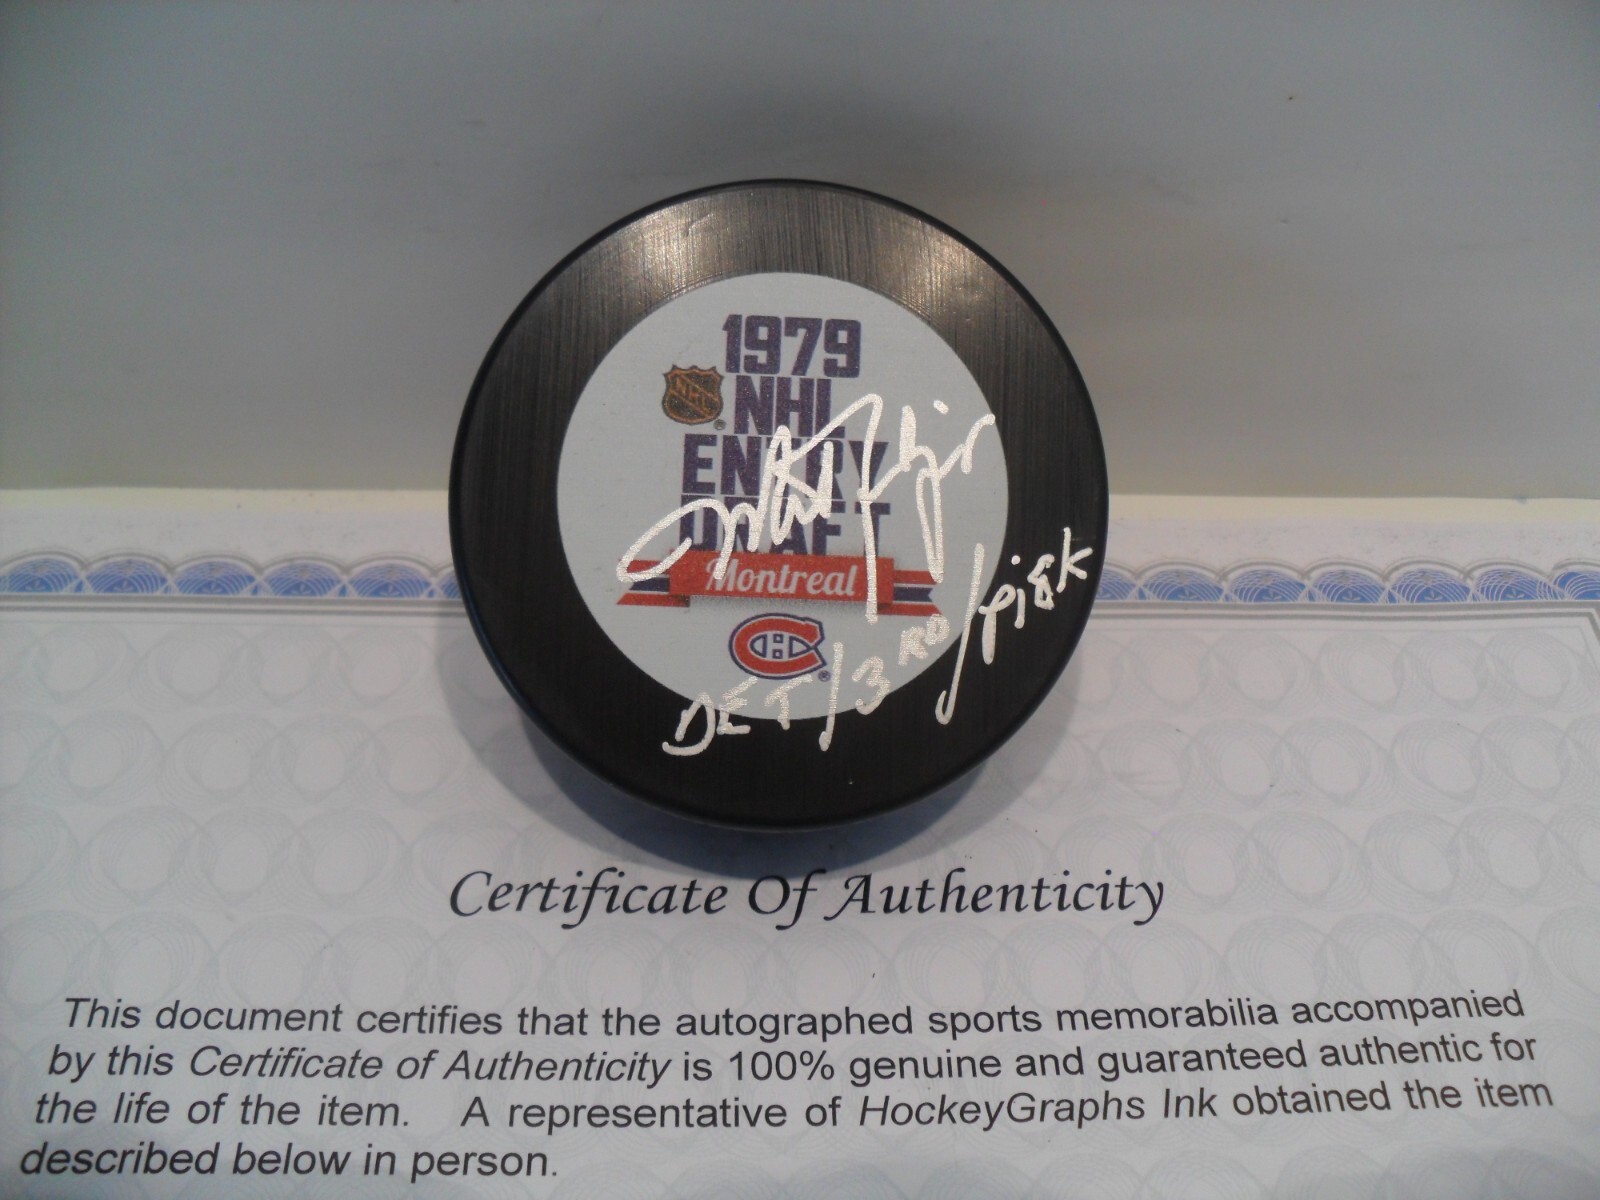 1979
NHL
NHL
ENTRY
DRAFT
Montreal
DET/3RD/pick
Certificate Of Authenticity
This document certifies that the autographed sports memorabilia accompanied
by this Certificate of Authenticity is 100% genuine and guaranteed authentic for
the life of the item. A representative of HockeyGraphs Ink obtained the item
described below in person.